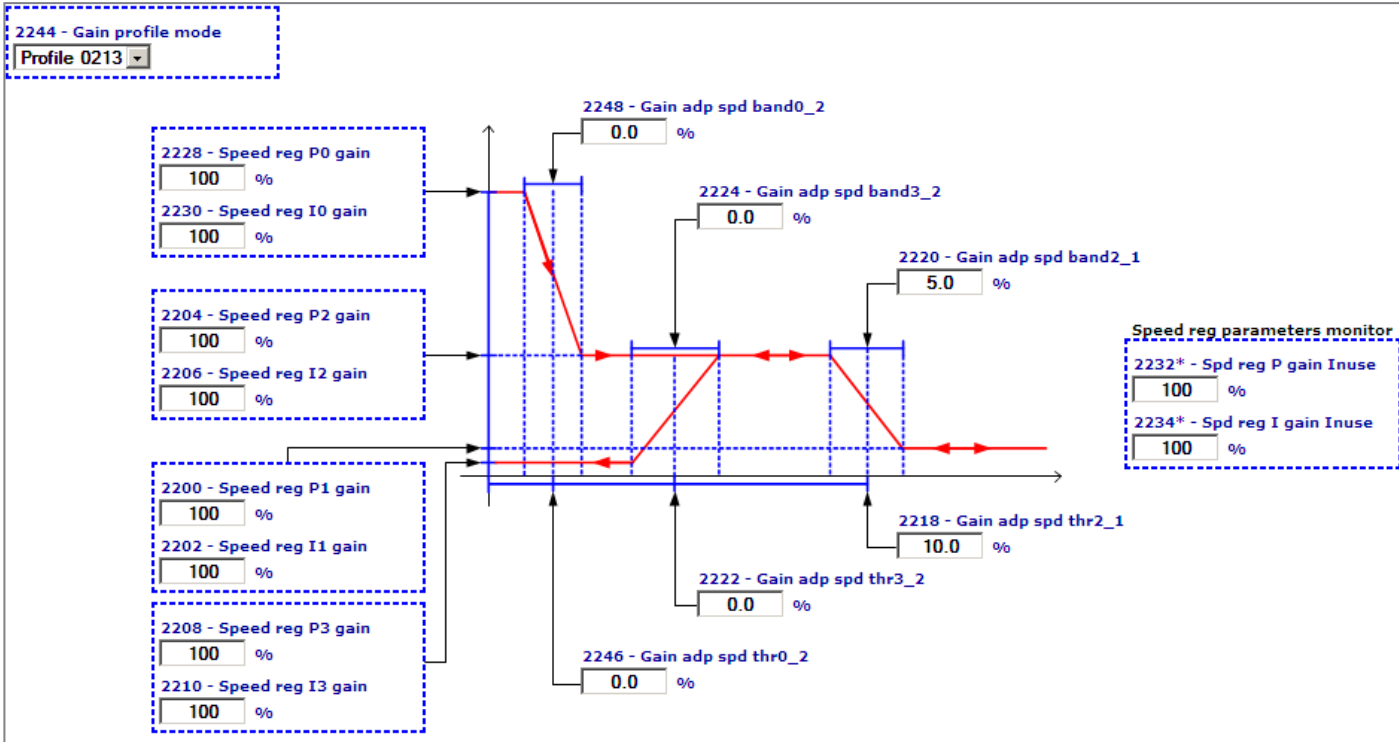 2244 - Gain profile mode
Profile 0213
2248 - Gain adp spd band0_2
0.0 %
2228 - Speed reg P0 gain
100 %
2230 - Speed reg I0 gain
100 %
2224 - Gain adp spd band3_2
0.0 %
2220 - Gain adp spd band2_1
5.0 %
2204 - Speed reg P2 gain
100 %
2206 - Speed reg I2 gain
100 %
Speed reg parameters monitor
2232* - Spd reg P gain Inuse
100 %
2234* - Spd reg I gain Inuse
100 %
2200 - Speed reg P1 gain
100 %
2202 - Speed reg I1 gain
100 %
2218 - Gain adp spd thr2_1
10.0 %
2222 - Gain adp spd thr3_2
0.0 %
2208 - Speed reg P3 gain
100 %
2210 - Speed reg I3 gain
100 %
2246 - Gain adp spd thr0_2
0.0 %